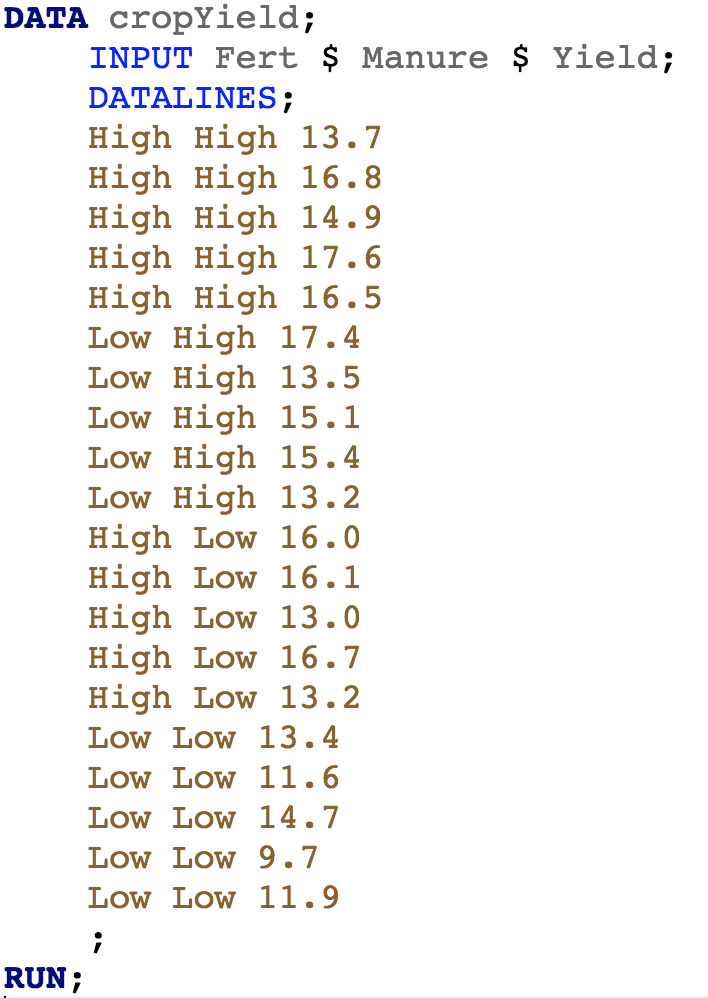 DATA cropYield;
INPUT Fert $ Manure $ Yield;
DATALINES;
High High 13.7
High High 16.8
High High 14.9
High High 17.6
High High 16.5
Low High 17.4
Low High 13.5
Low High 15.1
Low High 15.4
Low High 13.2
High Low 16.0
High Low 16.1
High Low 13.0
High Low 16.7
High Low 13.2
Low Low 13.4
Low Low 11.6
Low Low 14.7
Low Low 9.7
Low Low 11.9
;
RUN;